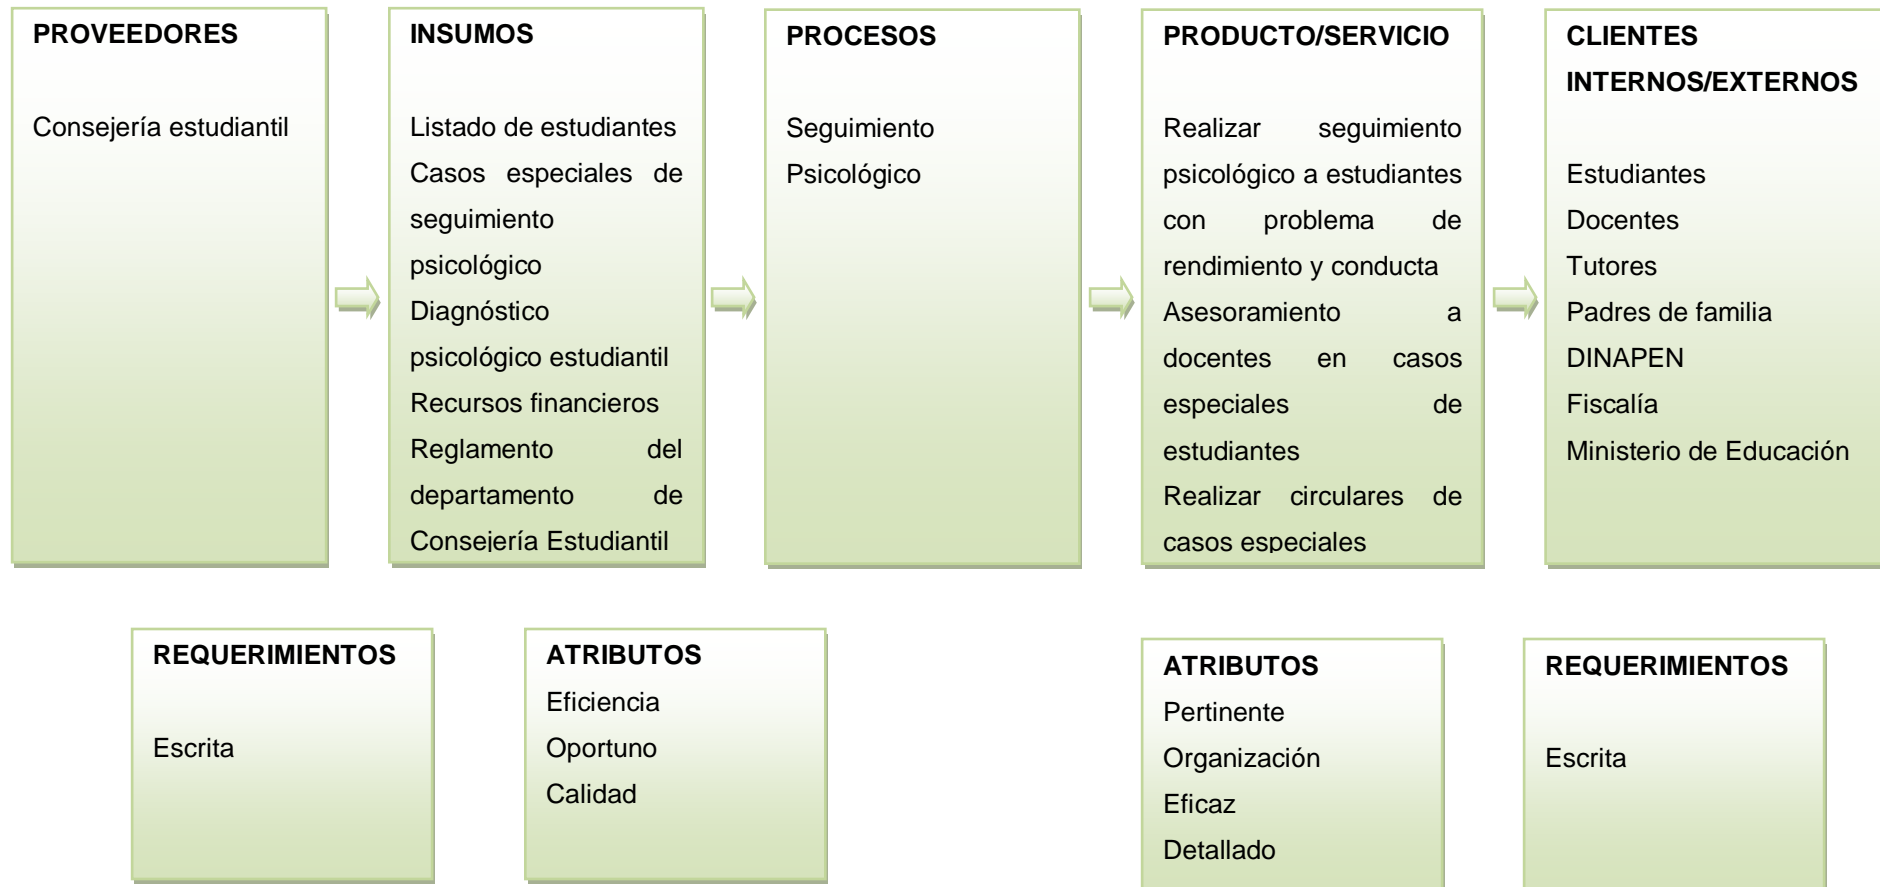 PROVEEDORES
Consejería estudiantil
INSUMOS
Listado de estudiantes
Casos especiales de
seguimiento
psicológico
Diagnóstico
psicológico estudiantil
Recursos financieros
Reglamento del
departamento de
Consejería Estudiantil
PROCESOS
Seguimiento
Psicológico
PRODUCTO/SERVICIO
Realizar seguimiento
psicológico a estudiantes
con problema de
rendimiento y conducta
Asesoramiento a
docentes en casos
especiales de
estudiantes
Realizar circulares de
casos especiales
CLIENTES
INTERNOS/EXTERNOS
Estudiantes
Docentes
Tutores
Padres de familia
DINAPEN
Fiscalía
Ministerio de Educación
REQUERIMIENTOS
Escrita
ATRIBUTOS
Eficiencia
Oportuno
Calidad
ATRIBUTOS
Pertinente
Organización
Eficaz
Detallado
REQUERIMIENTOS
Escrita